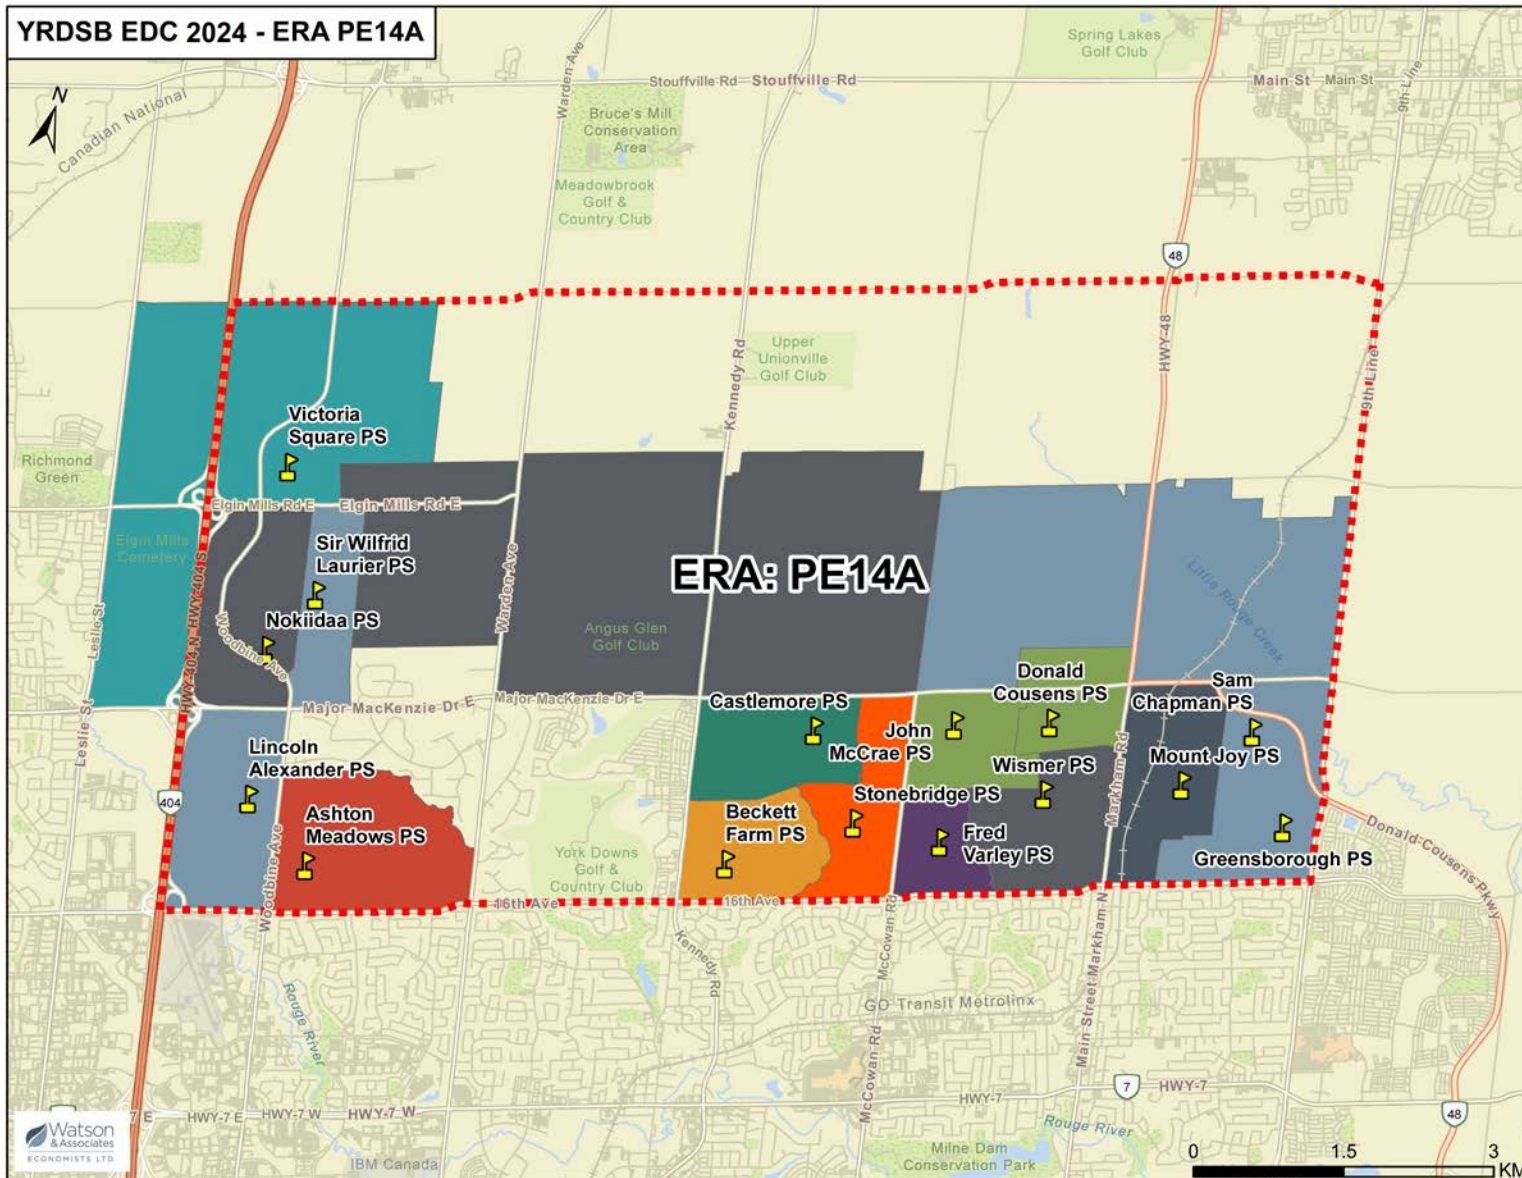 YRDSB EDC 2024 - ERA PE14A
N
Canadian National
Warden Ave
Stouffville Rd
Stouffville Rd
Spring Lakes
Golf Club
Main St
Main St
9th Line
Bruce's Mill
Conservation
Area
Meadowbrook
Golf &
Country Club
48
Kennedy Rd
Upper
Unionville
Golf Club
HWY-48
9th Line
Victoria
Square PS
Richmond
Green
Elgin Mills Rd E
Elgin Mills Rd E
Elgin Mills
Cemetery
Sir Wilfrid
Laurier PS
ERA: PE14A
Warden Ave
Little Rouge Creek
HWY-404 N
HWY-404 S
Leslie St
Nokiidaa PS
Woodbine Ave
Angus Glen
Golf Club
Leslie St
Major MacKenzie Dr E
Major MacKenzie Dr E
Castlemore PS
John
McCrae PS
Donald
Cousens PS
Sam
Chapman PS
Lincoln
Alexander PS
Wismer PS
Mount Joy PS
Markham Rd
404
Ashton
Meadows PS
Beckett
Farm PS
Stonebridge PS
Fred
Varley PS
Greensborough PS
Donald Cousens Pkwy
Woodbine Ave
York Downs
Golf &
Country Club
16th Ave
16th Ave
Kennedy Rd
McCowan Rd
Main Street Markham N
GO Transit Metrolinx
Rouge River
McCowan Rd
7 E
HWY-7 E
HWY-7 W
HWY-7 W
HWY-7
7
HWY-7
48
Rouge River
Watson
& Associates
ECONOMISTS LTD.
IBM Canada
Milne Dam
Conservation Park
0
1.5
3
KM